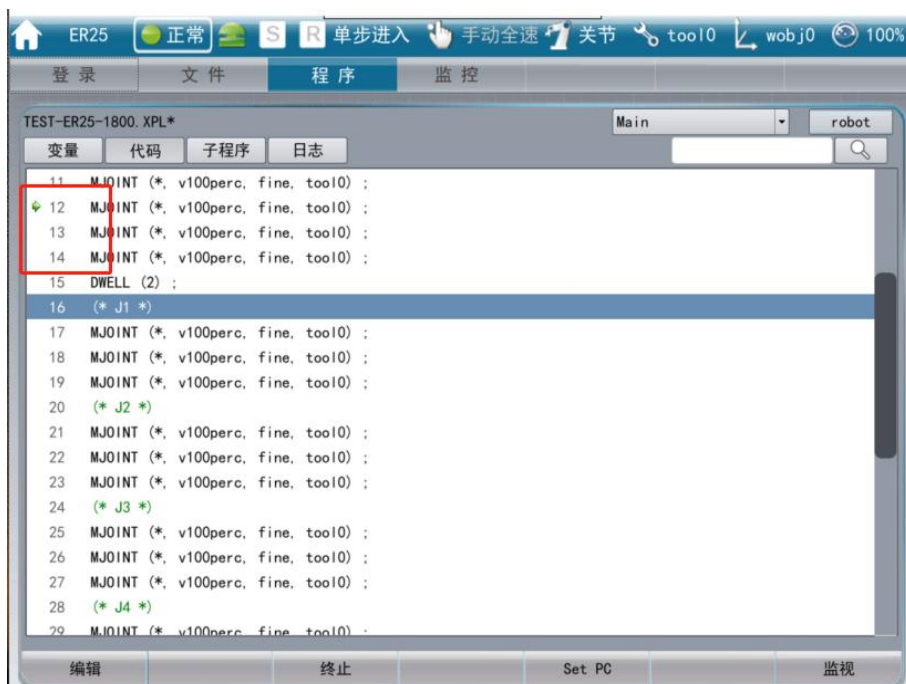 ER25 正常 S R 单步进入 手动全速 关节 tool0 wobj0 100%
登录 文件 程序 监控
TEST-ER25-1800.XPL* Main robot
变量 代码 子程序 日志
11 MJOINT (*, v100perc, fine, tool0) ;
12 MJOINT (*, v100perc, fine, tool0) ;
13 MJOINT (*, v100perc, fine, tool0) ;
14 MJOINT (*, v100perc, fine, tool0) ;
15 DWELL (2) ;
16 (* J1 *)
17 MJOINT (*, v100perc, fine, tool0) ;
18 MJOINT (*, v100perc, fine, tool0) ;
19 MJOINT (*, v100perc, fine, tool0) ;
20 (* J2 *)
21 MJOINT (*, v100perc, fine, tool0) ;
22 MJOINT (*, v100perc, fine, tool0) ;
23 MJOINT (*, v100perc, fine, tool0) ;
24 (* J3 *)
25 MJOINT (*, v100perc, fine, tool0) ;
26 MJOINT (*, v100perc, fine, tool0) ;
27 MJOINT (*, v100perc, fine, tool0) ;
28 (* J4 *)
29 MJOINT (*, v100perc, fine, tool0) ;
编辑 终止 Set PC 监视